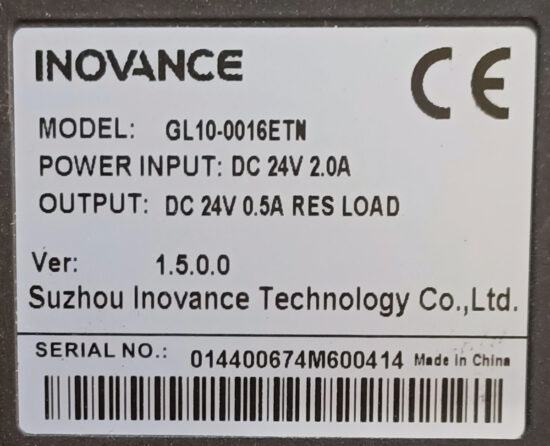 INOVANCE
CE
MODEL: GL10-0016ETN
POWER INPUT: DC 24V 2.0A
OUTPUT: DC 24V 0.5A RES LOAD
Ver: 1.5.0.0
Suzhou Inovance Technology Co.,Ltd.
SERIAL NO.: 014400674M600414 Made in China